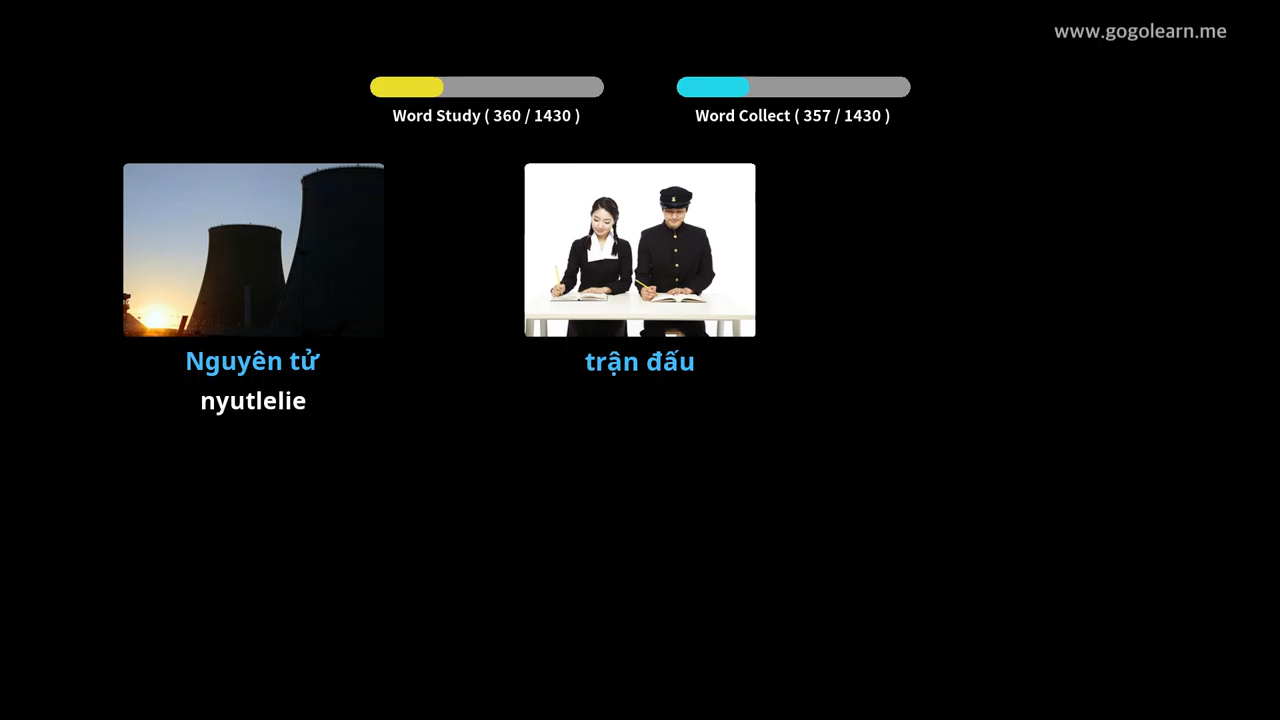 www.gogolearn.me
Word Study ( 360 / 1430 )
Word Collect ( 357 / 1430 )
Nguyên tử
nyutlelie
trận đấu